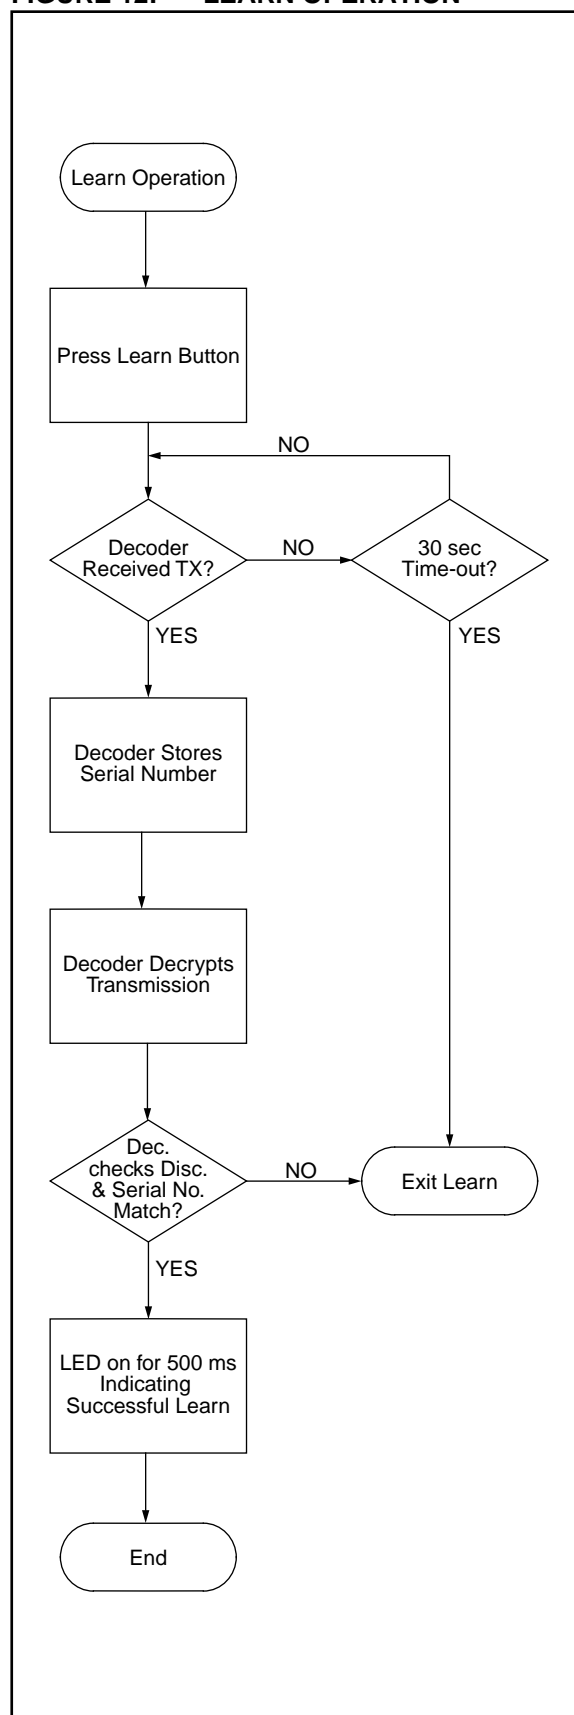 FIGURE 12: LEARN OPERATION
Learn Operation
Press Learn Button
NO
Decoder
Received TX?
NO
30 sec
Time-out?
YES
YES
Decoder Stores
Serial Number
Decoder Decrypts
Transmission
Dec.
checks Disc.
& Serial No.
Match?
NO
Exit Learn
YES
LED on for 500 ms
Indicating
Successful Learn
End